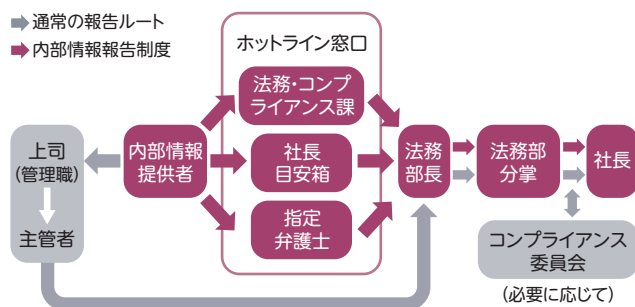 通常の報告ルート
内部情報報告制度
ホットライン窓口
法務・コンプ
ライアンス課
上司
(管理職)
主管者
内部情報
提供者
社長
目安箱
指定
弁護士
法務
部長
法務部
分掌
社長
コンプライアンス
委員会
(必要に応じて)